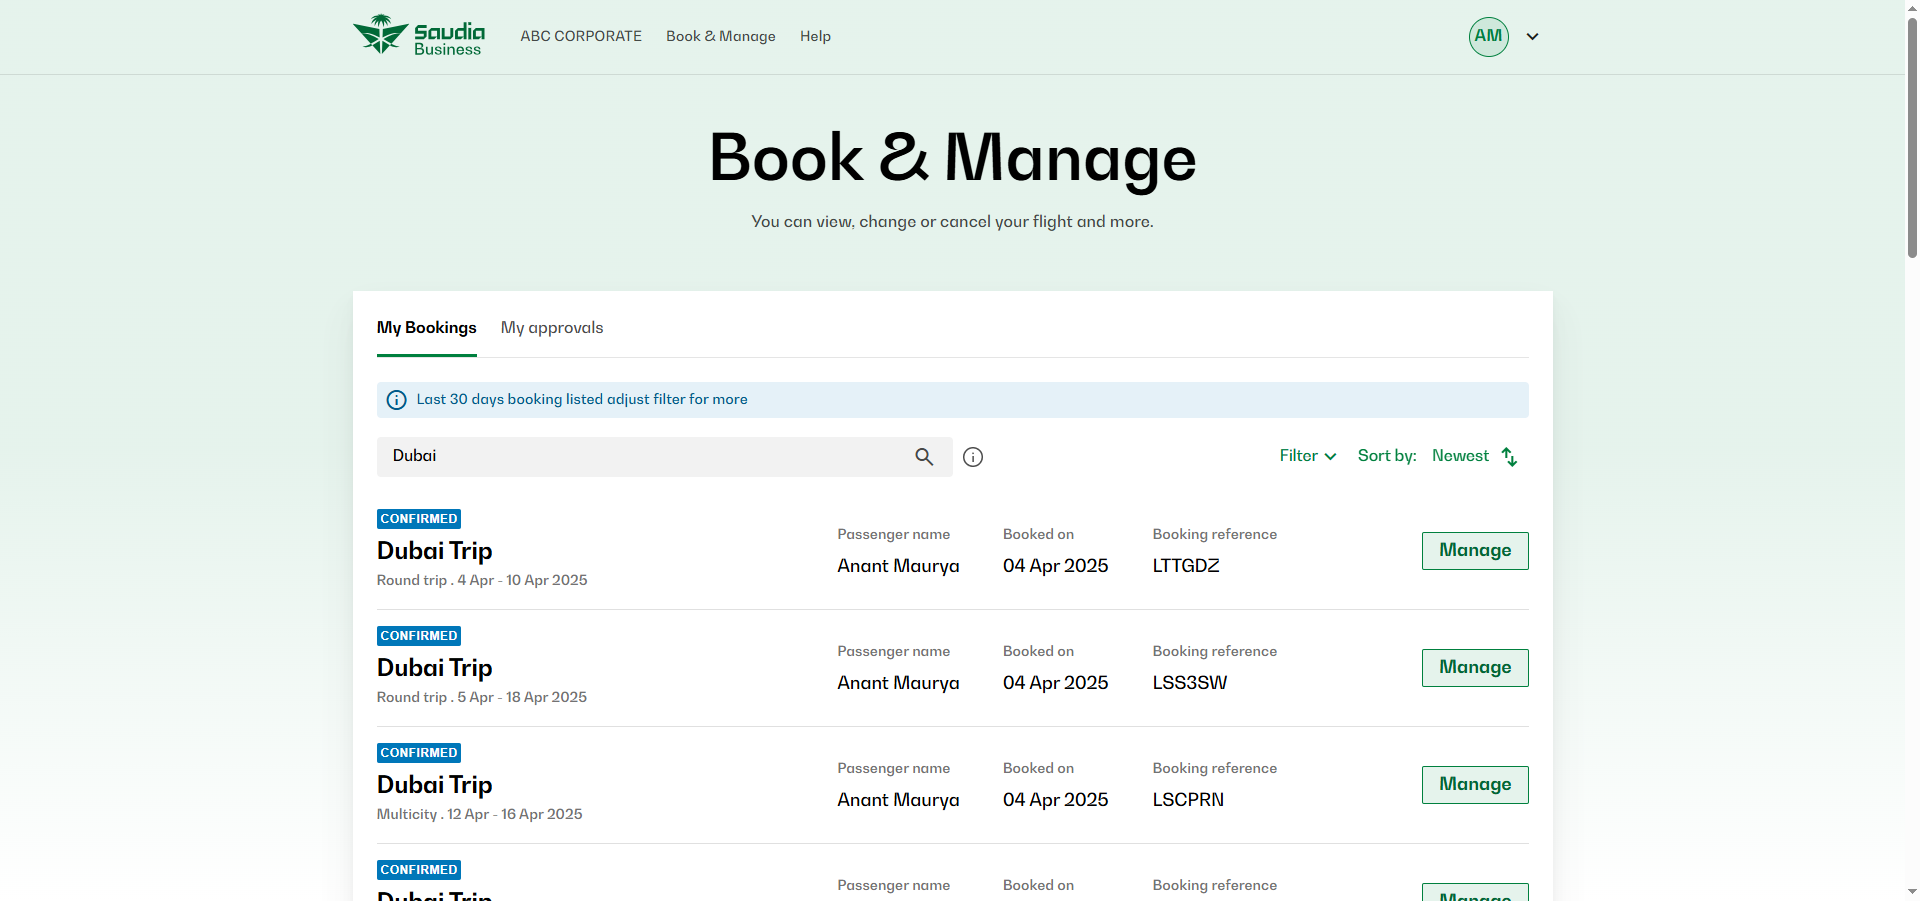 Saudia
Business
ABC CORPORATE
Book & Manage
Help
AM
Book & Manage
You can view, change or cancel your flight and more.
My Bookings
My approvals
Last 30 days booking listed adjust filter for more
Dubai
Filter
Sort by:
Newest
CONFIRMED
Dubai Trip
Round trip . 4 Apr - 10 Apr 2025
Passenger name
Anant Maurya
Booked on
04 Apr 2025
Booking reference
LTTGDZ
Manage
CONFIRMED
Dubai Trip
Round trip . 5 Apr - 18 Apr 2025
Passenger name
Anant Maurya
Booked on
04 Apr 2025
Booking reference
LSS3SW
Manage
CONFIRMED
Dubai Trip
Multicity . 12 Apr - 16 Apr 2025
Passenger name
Anant Maurya
Booked on
04 Apr 2025
Booking reference
LSCPRN
Manage
CONFIRMED
Dubai Trip
Passenger name
Booked on
Booking reference
Manage